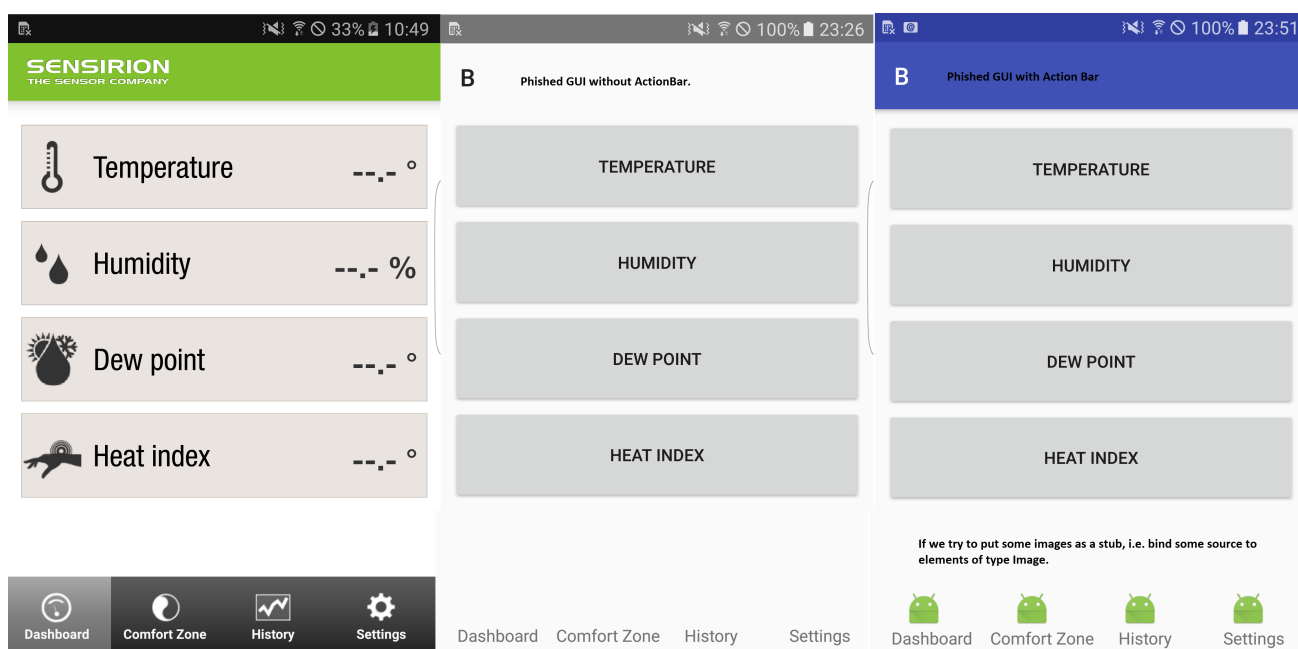 33% 10:49
SENSIRION
THE SENSOR COMPANY
Temperature --.- °
Humidity --.- %
Dew point --.- °
Heat index --.- °
Dashboard Comfort Zone History Settings
100% 23:26
B Phished GUI without ActionBar.
TEMPERATURE
HUMIDITY
DEW POINT
HEAT INDEX
Dashboard Comfort Zone History Settings
100% 23:51
B Phished GUI with Action Bar
TEMPERATURE
HUMIDITY
DEW POINT
HEAT INDEX
If we try to put some images as a stub, i.e. bind some source to
elements of type Image.
Dashboard Comfort Zone History Settings